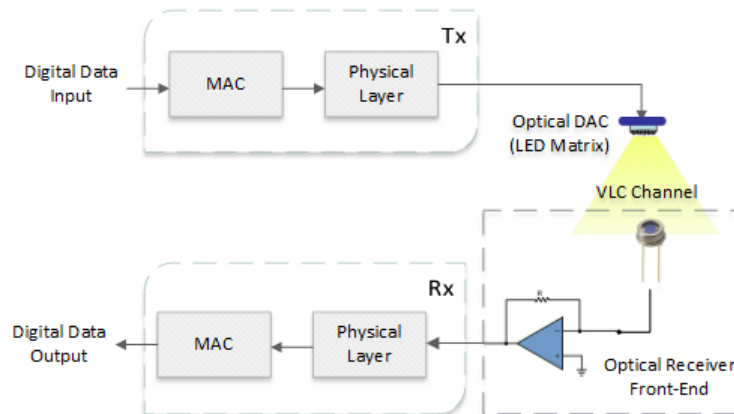 Tx
Digital Data
Input
MAC
Physical
Layer
Optical DAC
(LED Matrix)
VLC Channel
Rx
R
Digital Data
Output
MAC
Physical
Layer
-
+
Optical Receiver
Front-End